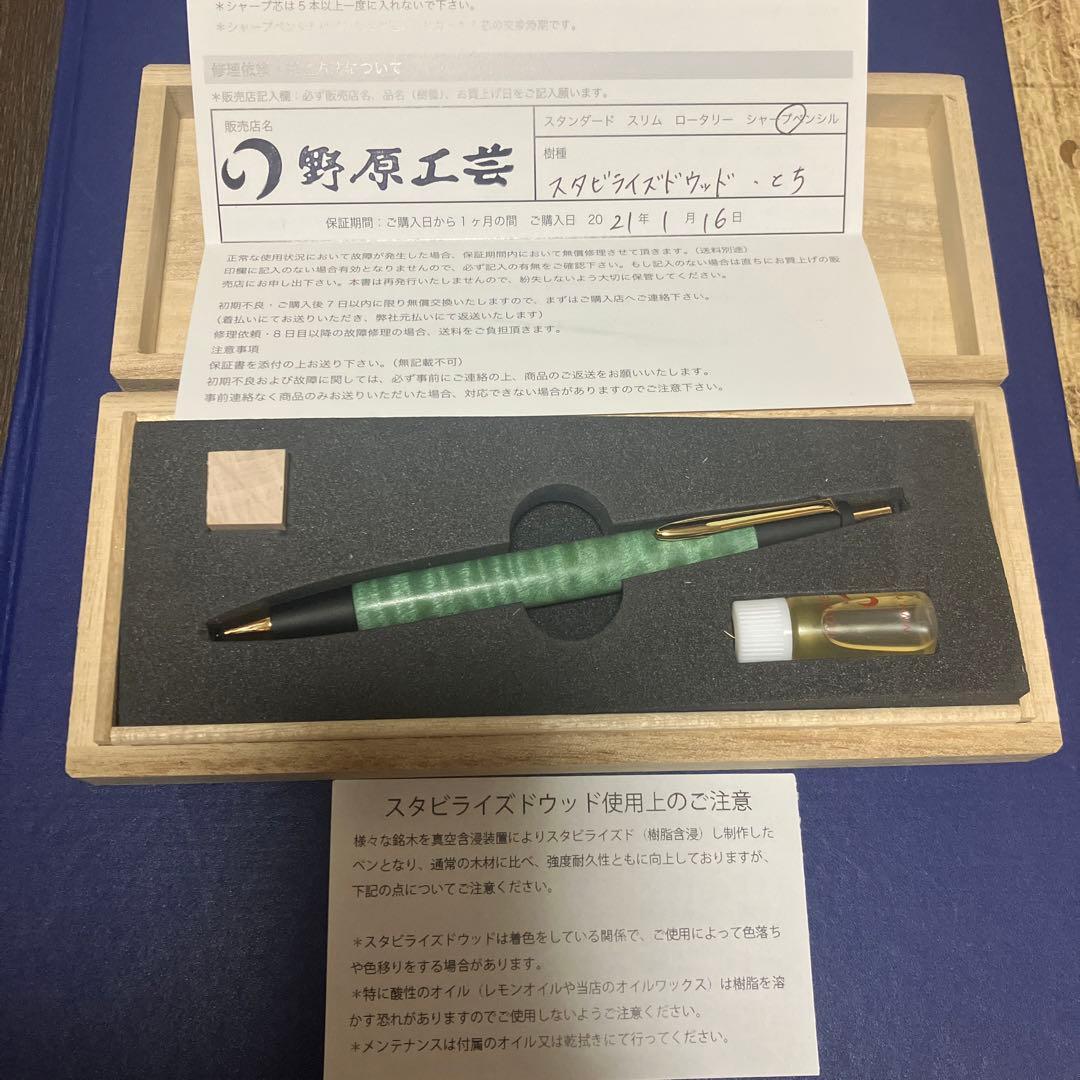 *シャープ芯は5本以上一度に入れないで下さい。
*シャープペン 芯の交換時期です。
修理依頼 について
*販売店記入欄:必ず販売店名、品名(樹種)、お買上げ日をご記入願います。
販売店名
野原工芸
スタンダード スリム ロータリー シャープペンシル
樹種
スタビライズドウッド・とち
保証期間:ご購入日から1ヶ月の間 ご購入日 2021年1月16日
正常な使用状況において故障が発生した場合、保証期間内において無償修理させて頂きます。(送料別途)
印欄に記入のない場合有効となりませんので、必ず記入の有無をご確認下さい。もし記入のない場合は直ちにお買上げの販
売店にお申し出下さい。本書は再発行いたしませんので、紛失しないよう大切に保管してください。
初期不良・ご購入後7日以内に限り無償交換いたしますので、まずはご購入店へご連絡下さい。
(着払いにてお送りいただき、弊社元払いにて返送いたします)
修理依頼・8日目以降の故障修理の場合、送料をご負担頂きます。
注意事項
保証書を添付の上お送り下さい。(無記載不可)
初期不良および故障に関しては、必ず事前にご連絡の上、商品のご返送をお願いいたします。
事前連絡なく商品のみお送りいただいた場合、対応できない場合がありますのでご注意下さい。
スタビライズドウッド使用上のご注意
様々な銘木を真空含浸装置によりスタビライズド(樹脂含浸)し制作した
ペンとなり、通常の木材に比べ、強度耐久性ともに向上しておりますが、
下記の点についてご注意ください。
*スタビライズドウッドは着色をしている関係で、ご使用によって色落ち
や色移りをする場合があります。
*特に酸性のオイル(レモンオイルや当店のオイルワックス)は樹脂を溶
かす恐れがありますのでご使用しないようご注意ください。
*メンテナンスは付属のオイル又は乾拭きにて行ってください。